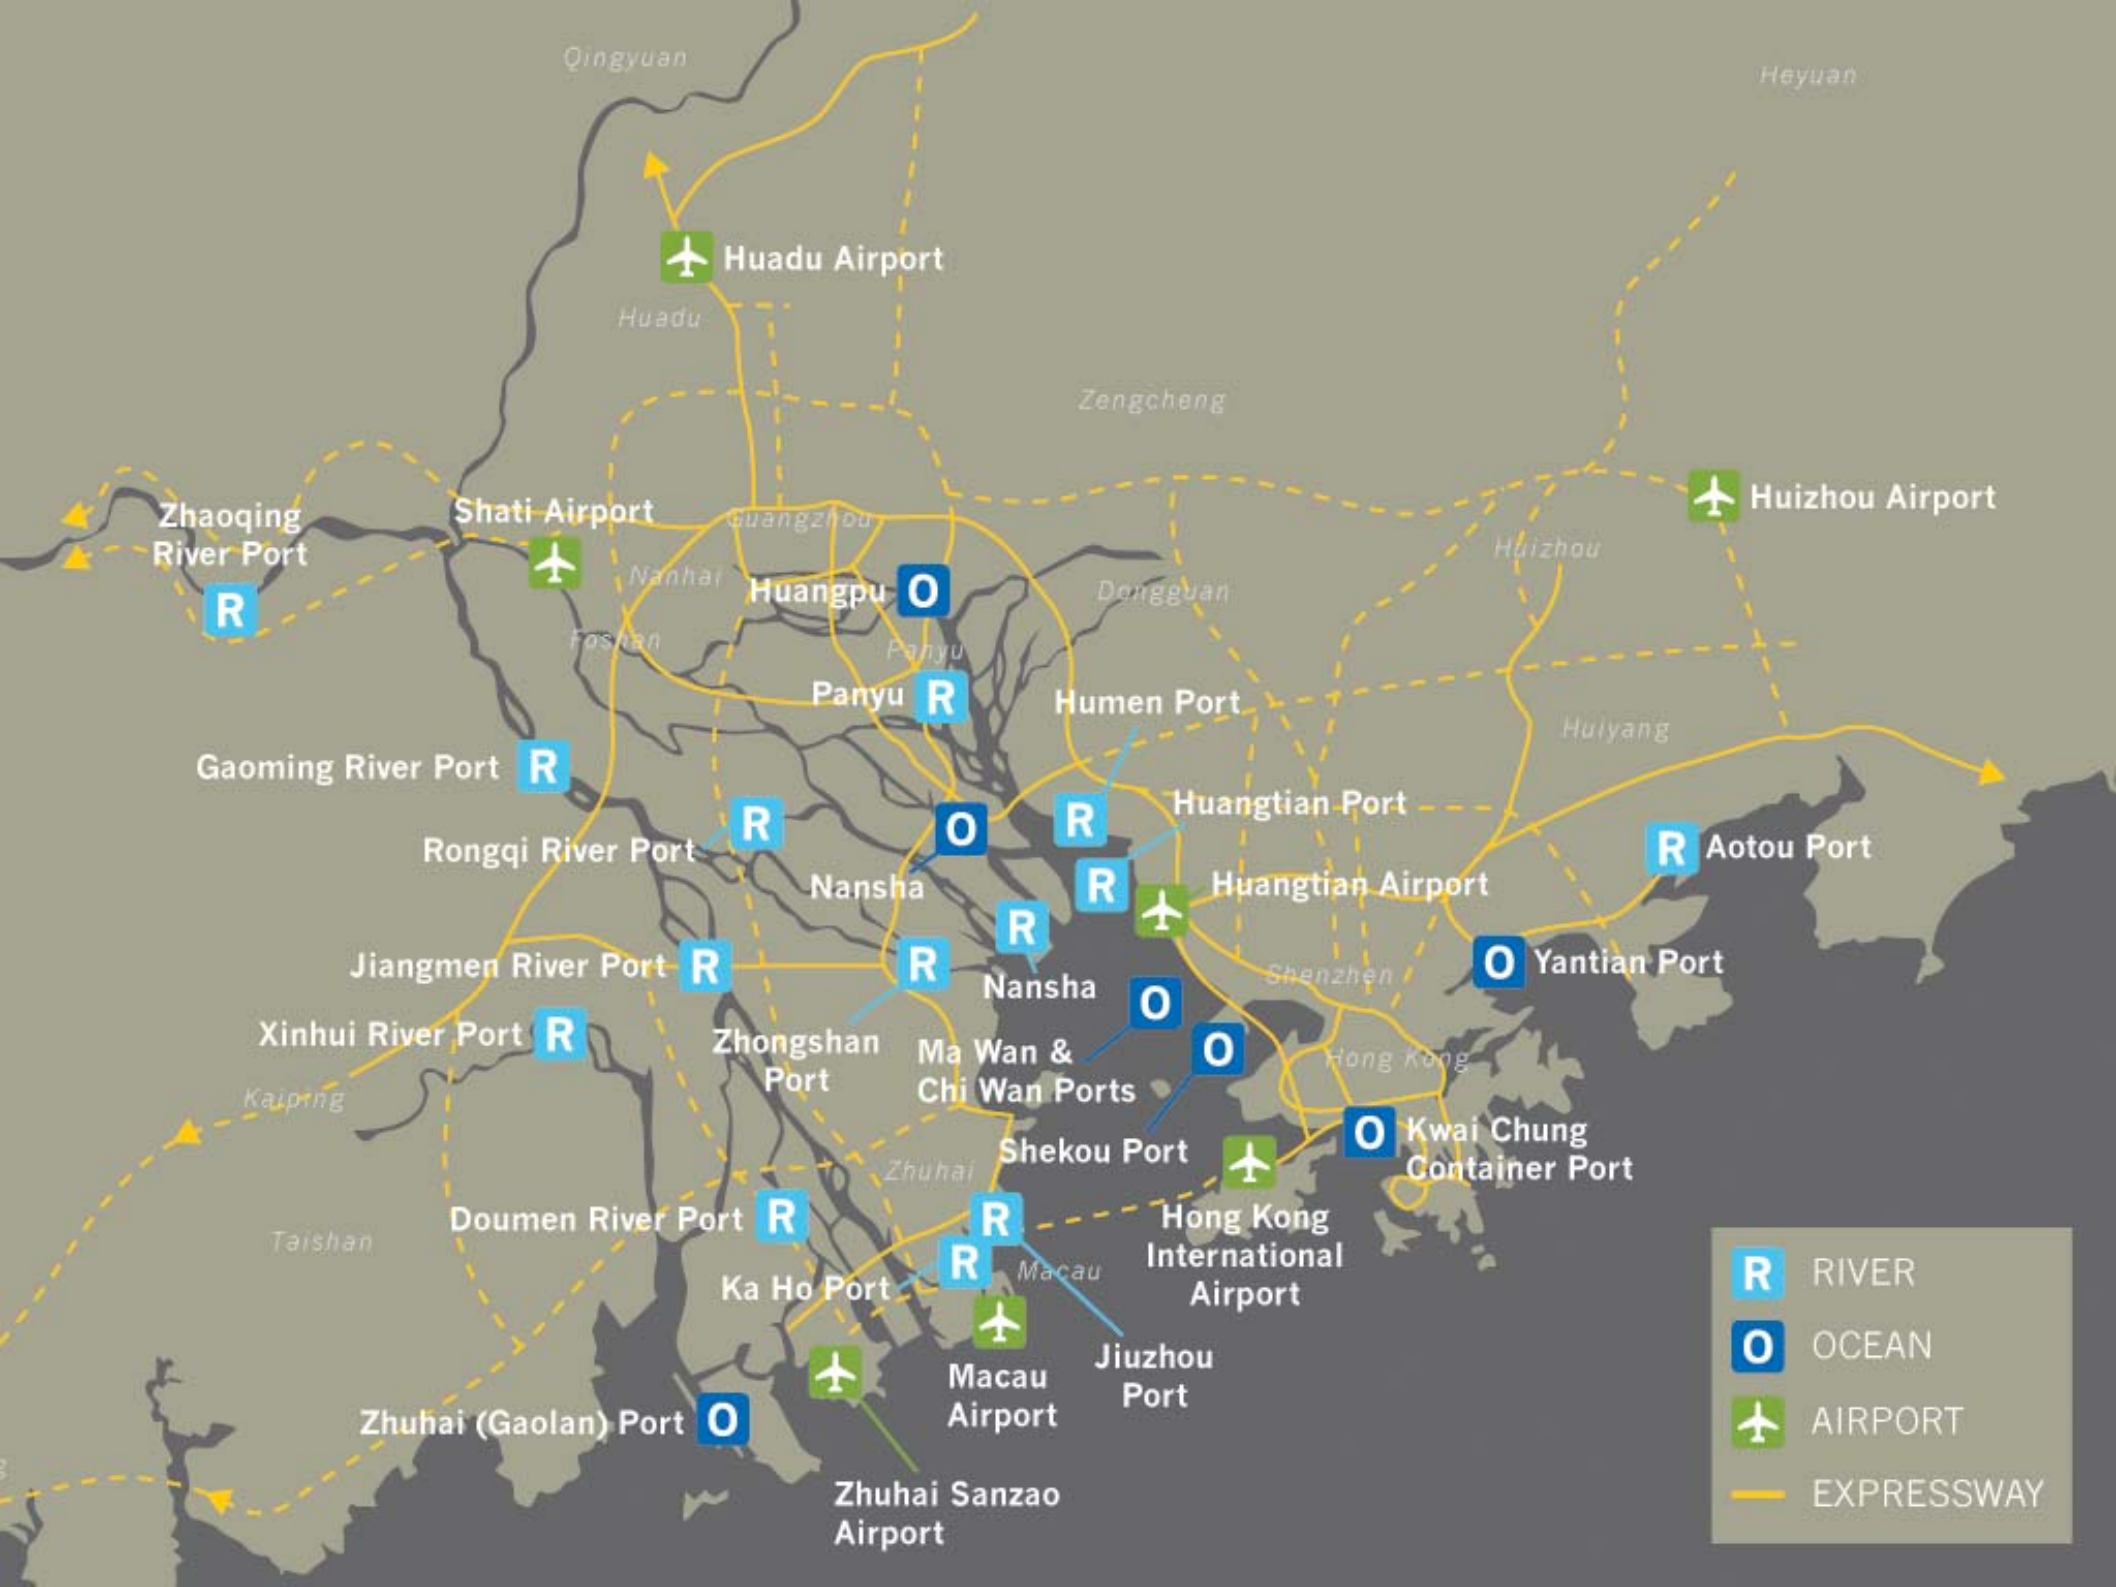 Qingyuan
Heyuan
Huadu Airport
Huadu
Zengcheng
Zhaoqing
River Port
R
Shati Airport
Guangzhou
Huizhou Airport
Huizhou
Nanhai
Huangpu
O
Dongguan
Foshan
Panyu
Panyu
R
Humen Port
R
Huiyang
Gaoming River Port
R
Rongqi River Port
R
O
Nansha
Huangtian Port
R
Huangtian Airport
R
Aotou Port
Jiangmen River Port
R
R
Zhongshan
Port
R
Nansha
Shenzhen
O
Yantian Port
Xinhui River Port
R
O
Ma Wan &
Chi Wan Ports
O
Shekou Port
Hong Kong
Kaiping
O
Kwai Chung
Container Port
Zhuhai
Taishan
Doumen River Port
R
R
Hong Kong
International
Airport
Ka Ho Port
R
Macau
Macau
Airport
Jiuzhou
Port
Zhuhai (Gaolan) Port
O
Zhuhai Sanzao
Airport
R
RIVER
O
OCEAN
AIRPORT
EXPRESSWAY